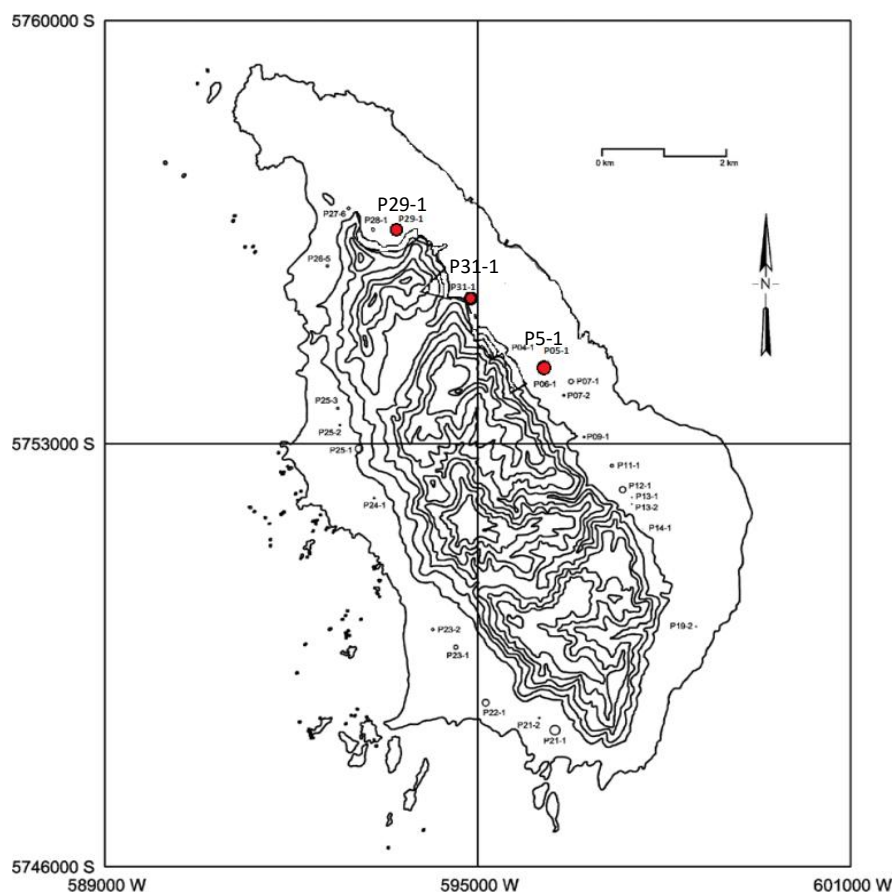 5760000 S
0 km 2 km
P29-1
P27-6 P28-1 P29-1
P26-5
P31-1
P31-1
-N-
P5-1
P04-1 P05-1
P06-1 P07-1
P07-2
P25-3
P25-2
P09-1
5753000 S
P25-1
P11-1
P12-1
P24-1
P13-1
P13-2
P14-1
P23-2
P19-2
P23-1
P22-1
P21-2
P21-1
5746000 S
589000 W 595000 W 601000 W